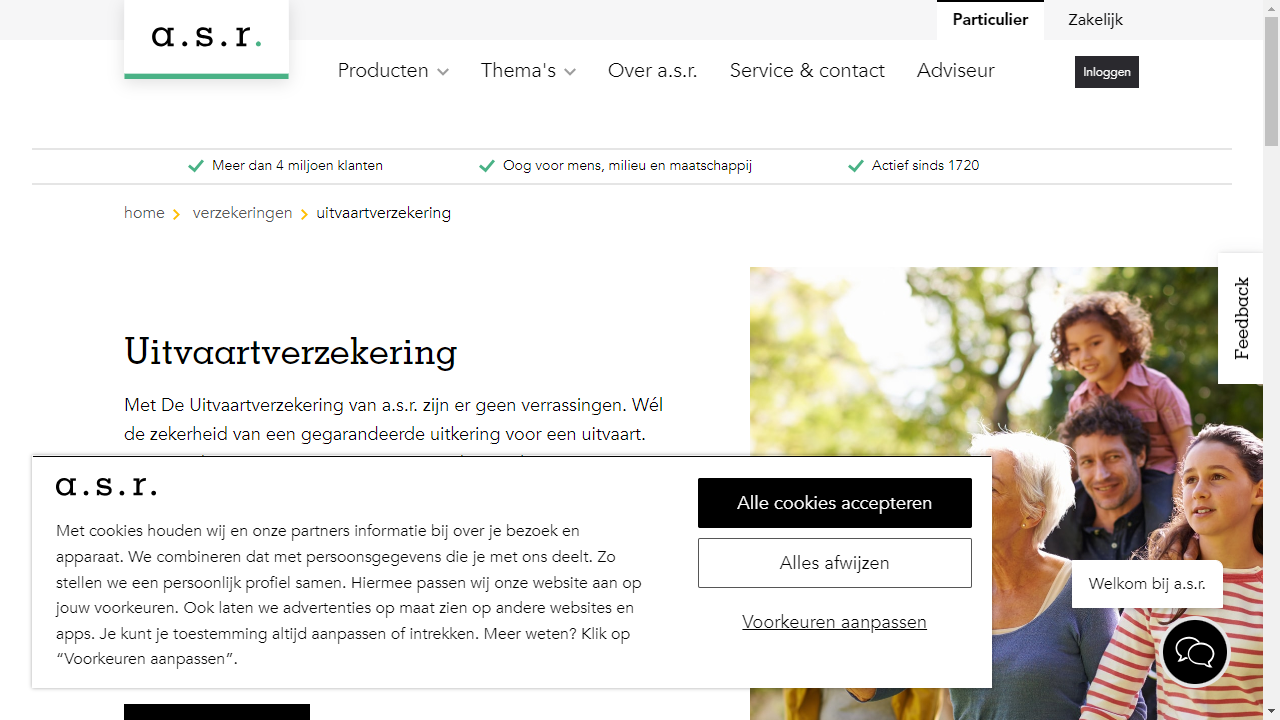 Particulier
Zakelijk
a.s.r.
Producten
Thema's
Over a.s.r.
Service & contact
Adviseur
Inloggen
Meer dan 4 miljoen klanten
Oog voor mens, milieu en maatschappij
Actief sinds 1720
home
verzekeringen
uitvaartverzekering
Feedback
Uitvaartverzekering
Met De Uitvaartverzekering van a.s.r. zijn er geen verrassingen. Wél
de zekerheid van een gegarandeerde uitkering voor een uitvaart.
a.s.r.
Met cookies houden wij en onze partners informatie bij over je bezoek en
apparaat. We combineren dat met persoonsgegevens die je met ons deelt. Zo
stellen we een persoonlijk profiel samen. Hiermee passen wij onze website aan op
jouw voorkeuren. Ook laten we advertenties op maat zien op andere websites en
apps. Je kunt je toestemming altijd aanpassen of intrekken. Meer weten? Klik op
“Voorkeuren aanpassen”.
Alle cookies accepteren
Alles afwijzen
Voorkeuren aanpassen
Welkom bij a.s.r.